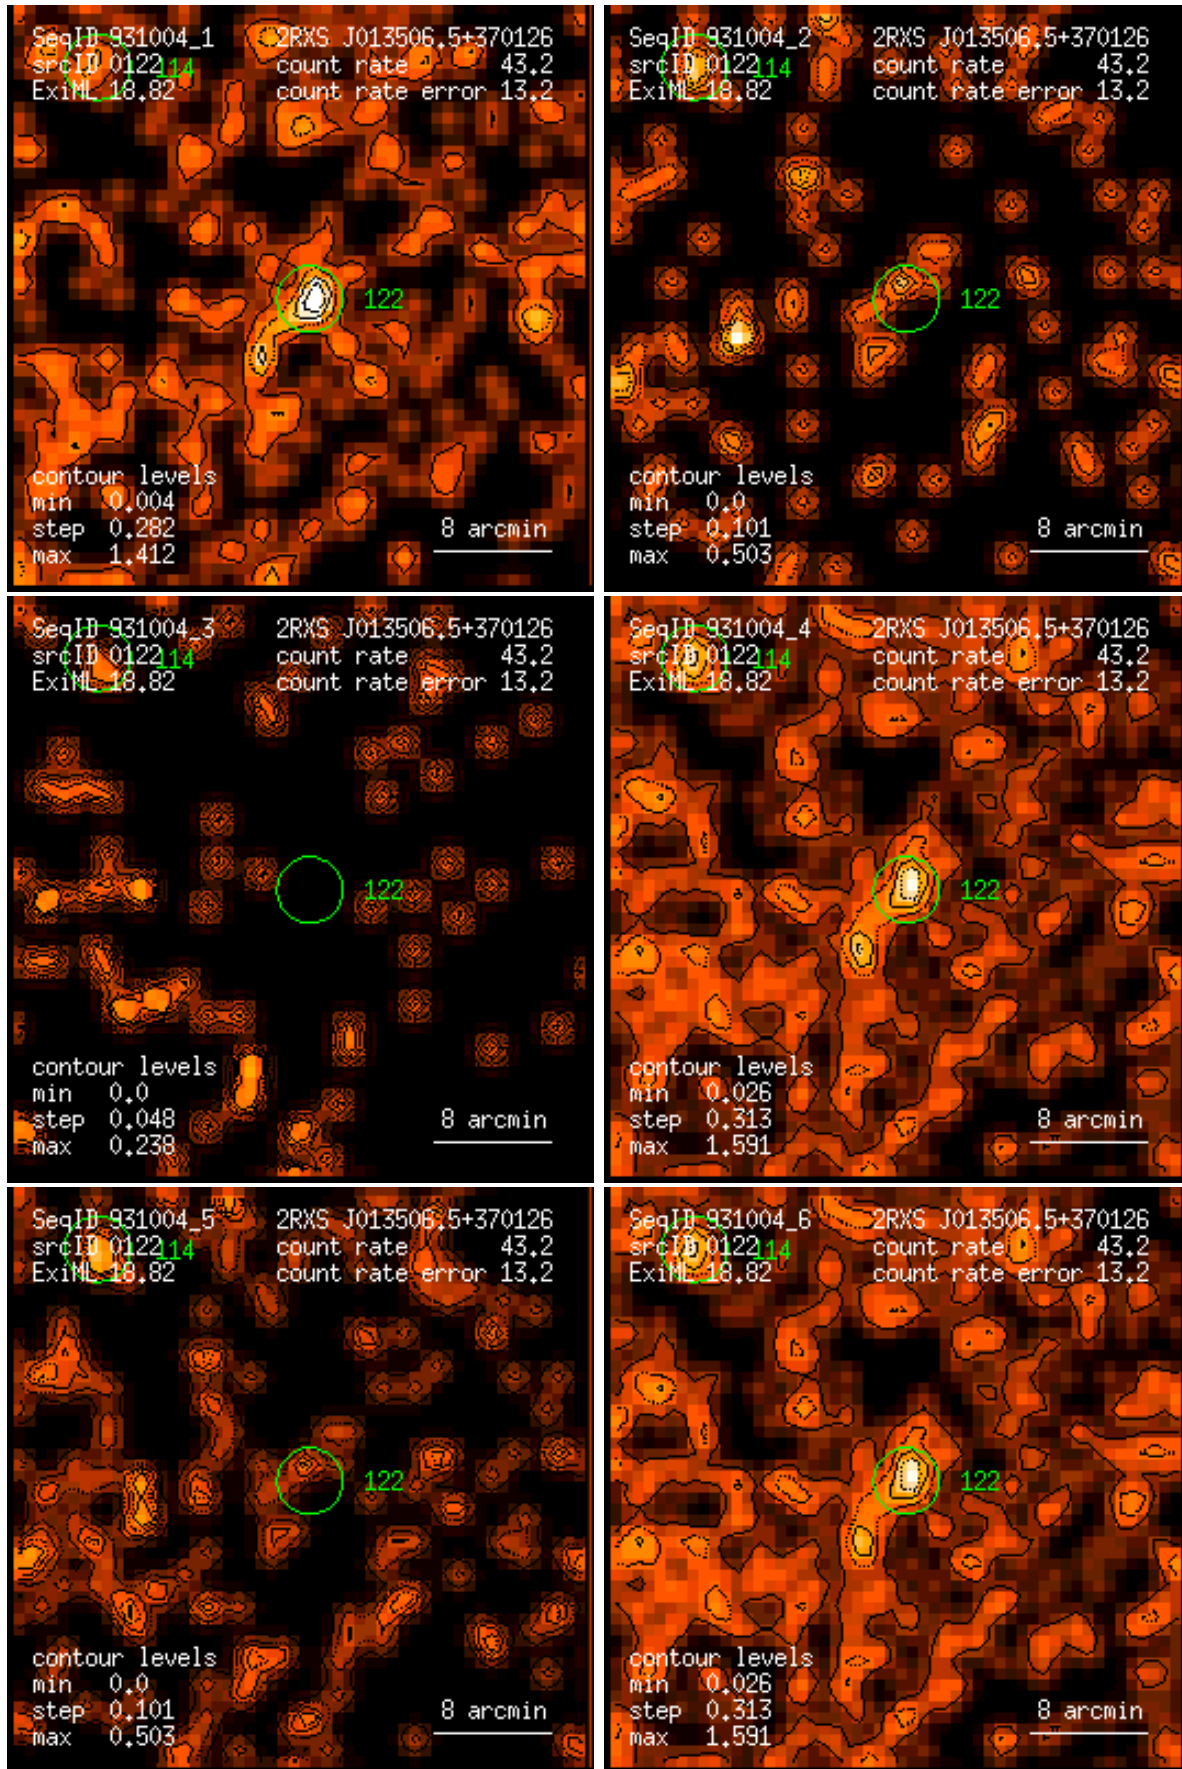 SeqID 931004_1 2RXS J013506.5+370126
srcID 0122 114 count rate 43.2
ExiML 18.82 count rate error 13.2
122
contour levels
min 0.004
step 0.282 8 arcmin
max 1.412
SeqID 931004_2 2RXS J013506.5+370126
srcID 0122 114 count rate 43.2
ExiML 18.82 count rate error 13.2
122
contour levels
min 0.0
step 0.101 8 arcmin
max 0.503
SeqID 931004_3 2RXS J013506.5+370126
srcID 0122 114 count rate 43.2
ExiML 18.82 count rate error 13.2
122
contour levels
min 0.0
step 0.048 8 arcmin
max 0.238
SeqID 931004_4 2RXS J013506.5+370126
srcID 0122 114 count rate 43.2
ExiML 18.82 count rate error 13.2
122
contour levels
min 0.026
step 0.313 8 arcmin
max 1.591
SeqID 931004_5 2RXS J013506.5+370126
srcID 0122 114 count rate 43.2
ExiML 18.82 count rate error 13.2
122
contour levels
min 0.0
step 0.101 8 arcmin
max 0.503
SeqID 931004_6 2RXS J013506.5+370126
srcID 0122 114 count rate 43.2
ExiML 18.82 count rate error 13.2
122
contour levels
min 0.026
step 0.313 8 arcmin
max 1.591